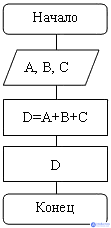 Начало
A, B, C
D=A+B+C
D
Конец